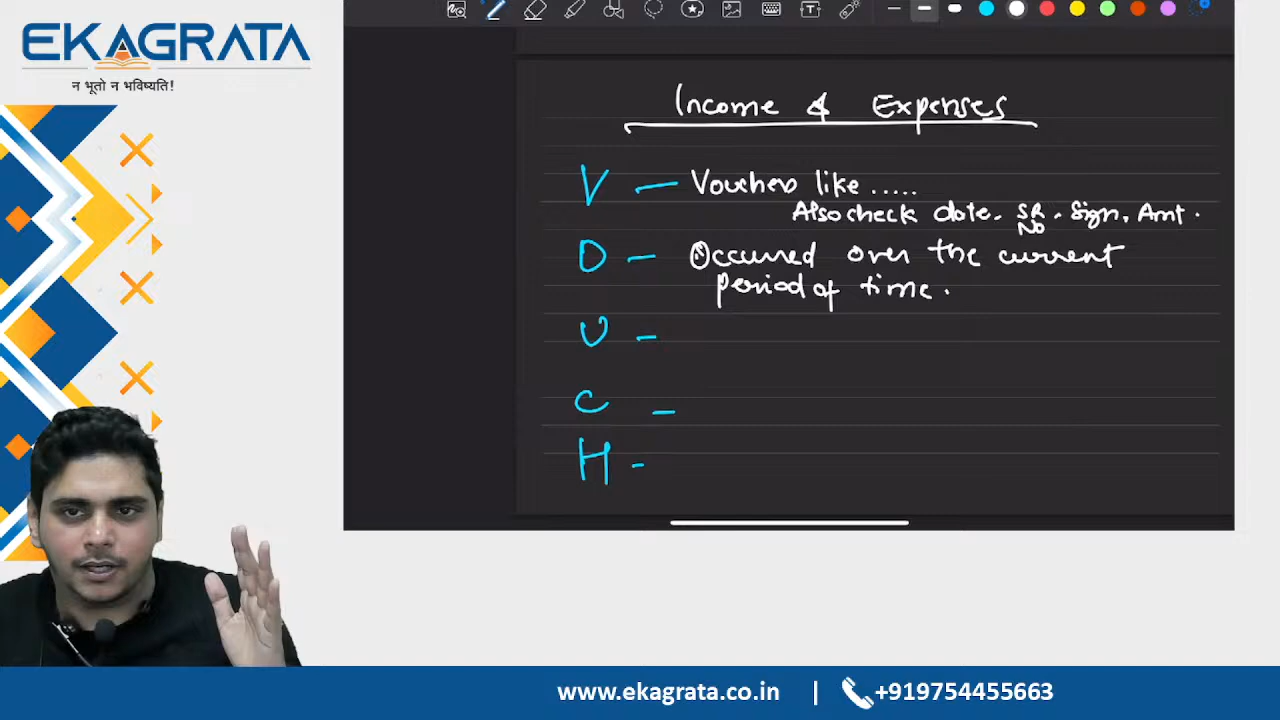 EKAGRATA
न भूतो न भविष्यति!
Income & Expenses
V — Vouchers like .....
Also check date. SR No. Sign, Amt.
O — Occurred over the current
period of time.
U -
C -
H -
www.ekagrata.co.in | +919754455663